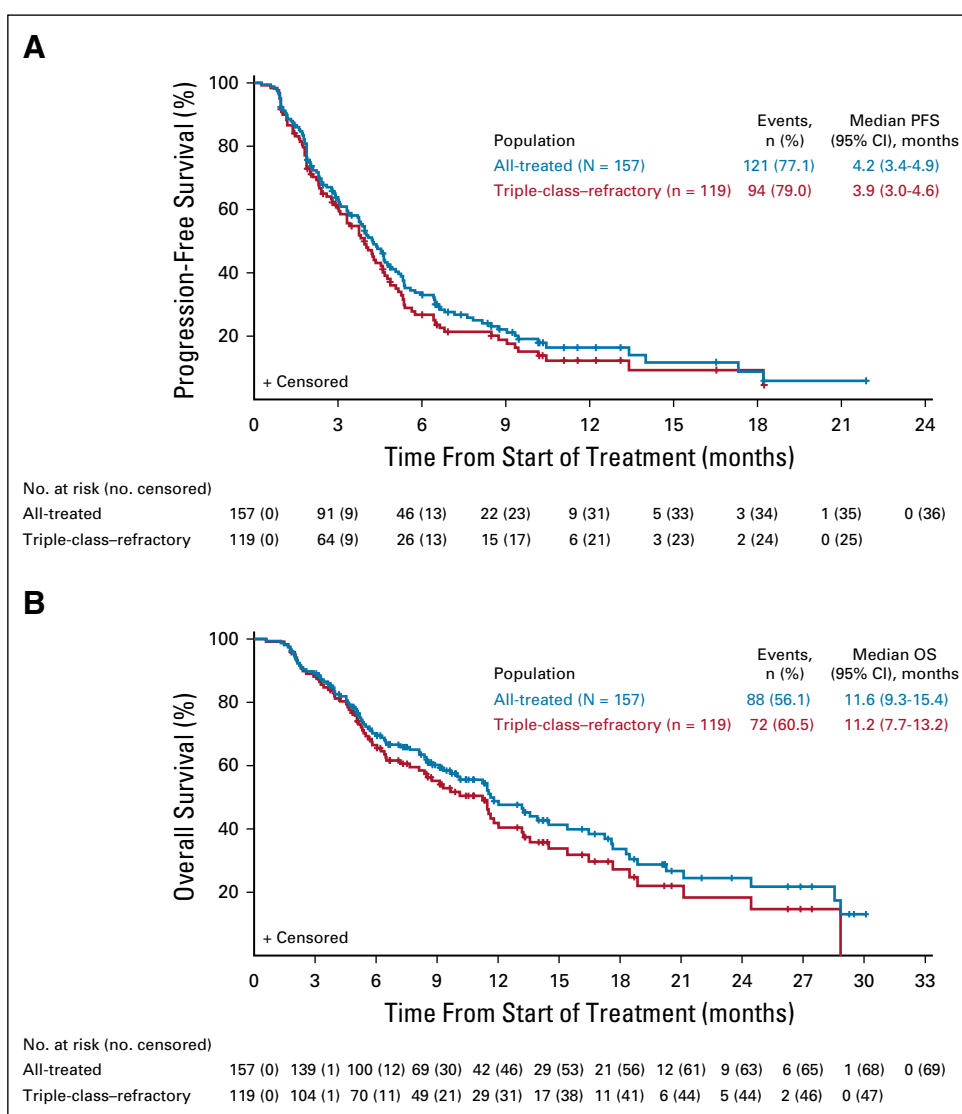 A
100
80
60
40
20
Progression-Free Survival (%)
Population Events, n (%) Median PFS (95% CI), months
All-treated (N = 157) 121 (77.1) 4.2 (3.4-4.9)
Triple-class–refractory (n = 119) 94 (79.0) 3.9 (3.0-4.6)
+ Censored
0 3 6 9 12 15 18 21 24
Time From Start of Treatment (months)
No. at risk (no. censored)
All-treated 157 (0) 91 (9) 46 (13) 22 (23) 9 (31) 5 (33) 3 (34) 1 (35) 0 (36)
Triple-class–refractory 119 (0) 64 (9) 26 (13) 15 (17) 6 (21) 3 (23) 2 (24) 0 (25)
B
100
80
60
40
20
Overall Survival (%)
Population Events, n (%) Median OS (95% CI), months
All-treated (N = 157) 88 (56.1) 11.6 (9.3-15.4)
Triple-class–refractory (n = 119) 72 (60.5) 11.2 (7.7-13.2)
+ Censored
0 3 6 9 12 15 18 21 24 27 30 33
Time From Start of Treatment (months)
No. at risk (no. censored)
All-treated 157 (0) 139 (1) 100 (12) 69 (30) 42 (46) 29 (53) 21 (56) 12 (61) 9 (63) 6 (65) 1 (68) 0 (69)
Triple-class–refractory 119 (0) 104 (1) 70 (11) 49 (21) 29 (31) 17 (38) 11 (41) 6 (44) 5 (44) 2 (46) 0 (47)